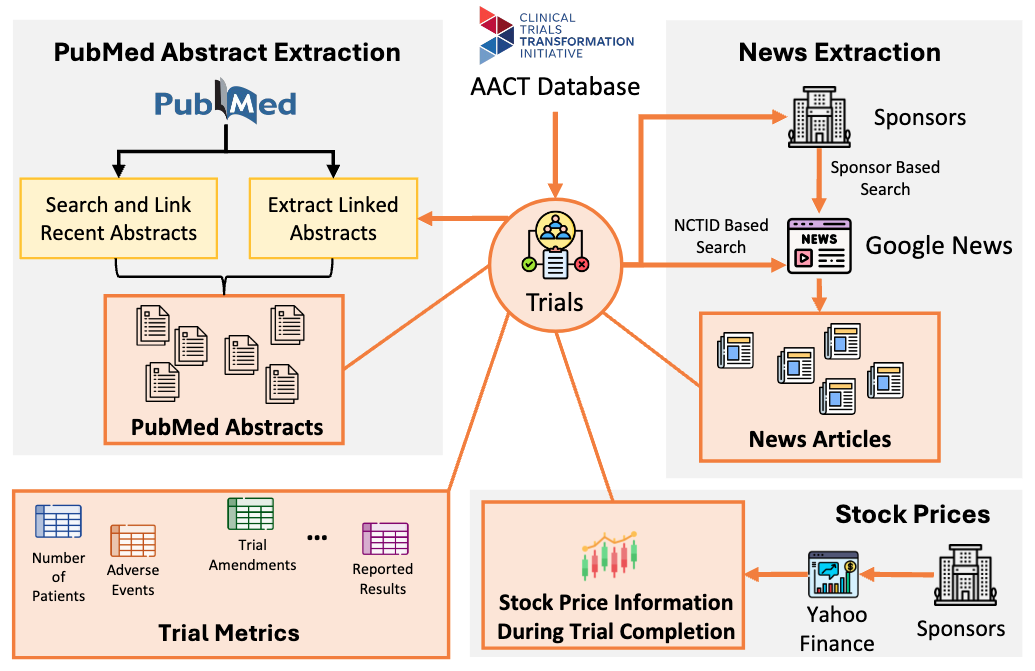 CLINICAL
TRIALS
TRANSFORMATION
INITIATIVE
AACT Database
PubMed Abstract Extraction
PubMed
Search and Link
Recent Abstracts
Extract Linked
Abstracts
PubMed Abstracts
Trials
News Extraction
Sponsors
Sponsor Based
Search
NCTID Based
Search
NEWS
Google News
News Articles
Number
of
Patients
Adverse
Events
Trial
Amendments
...
Reported
Results
Trial Metrics
Stock Prices
Stock Price Information
During Trial Completion
Yahoo
Finance
Sponsors